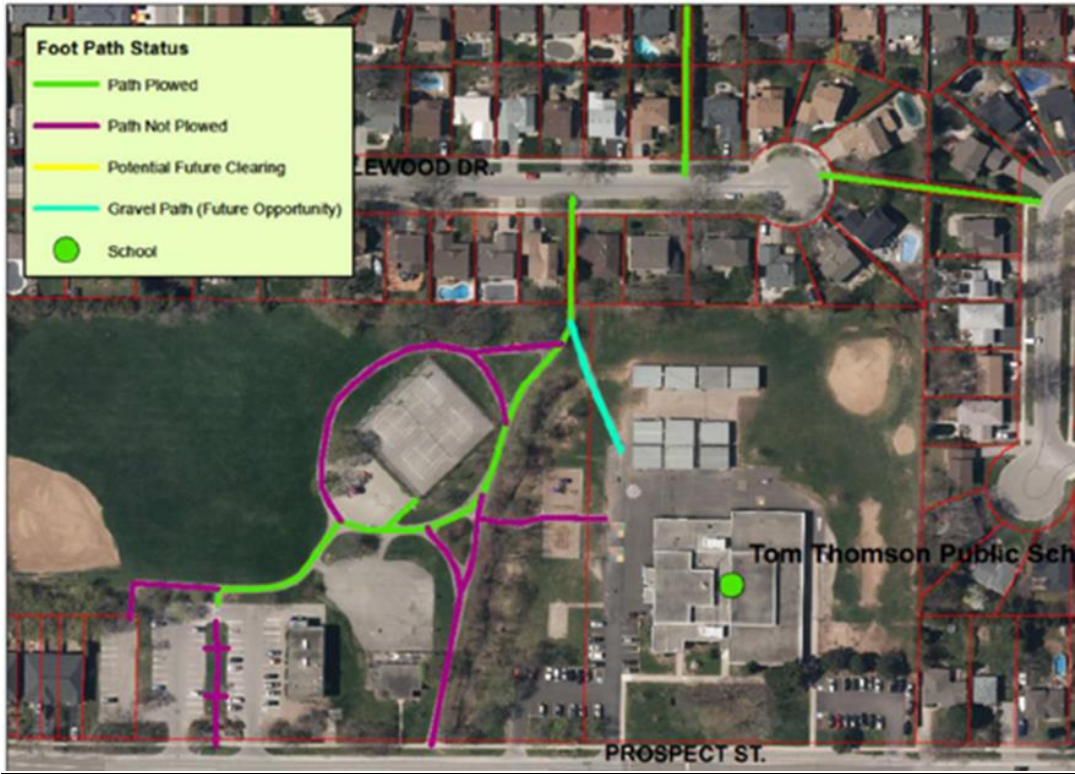 Foot Path Status
Path Plowed
Path Not Plowed
Potential Future Clearing
Gravel Path (Future Opportunity)
School
LEWOOD DR.
Tom Thomson Public Sch
PROSPECT ST.